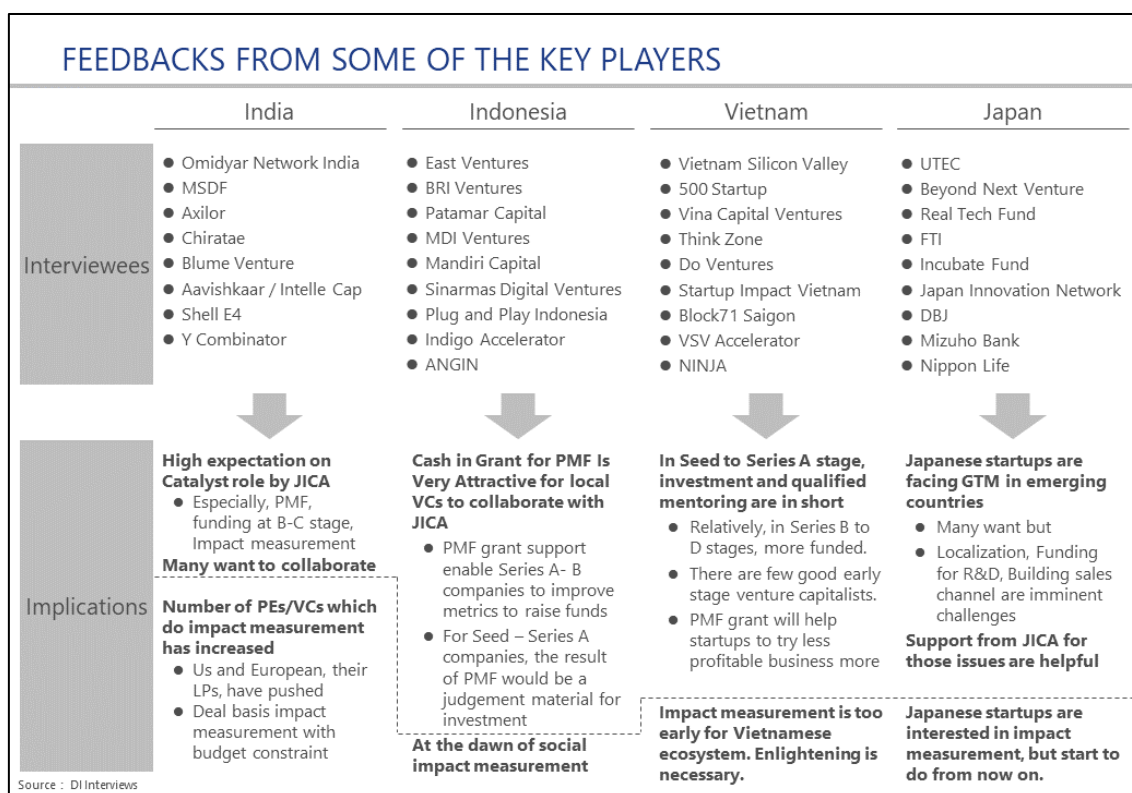 FEEDBACKS FROM SOME OF THE KEY PLAYERS
India
Indonesia
Vietnam
Japan
Interviewees
● Omidyar Network India
● MSDF
● Axilor
● Chiratae
● Blume Venture
● Aavishkaar / Intelle Cap
● Shell E4
● Y Combinator
● East Ventures
● BRI Ventures
● Patamar Capital
● MDI Ventures
● Mandiri Capital
● Sinarmas Digital Ventures
● Plug and Play Indonesia
● Indigo Accelerator
● ANGIN
● Vietnam Silicon Valley
● 500 Startup
● Vina Capital Ventures
● Think Zone
● Do Ventures
● Startup Impact Vietnam
● Block71 Saigon
● VSV Accelerator
● NINJA
● UTEC
● Beyond Next Venture
● Real Tech Fund
● FTI
● Incubate Fund
● Japan Innovation Network
● DBJ
● Mizuho Bank
● Nippon Life
Implications
High expectation on
Catalyst role by JICA
● Especially, PMF,
funding at B-C stage,
Impact measurement
Many want to collaborate
Number of PEs/VCs which
do impact measurement
has increased
● Us and European, their
LPs, have pushed
● Deal basis impact
measurement with
budget constraint
Cash in Grant for PMF Is
Very Attractive for local
VCs to collaborate with
JICA
● PMF grant support
enable Series A- B
companies to improve
metrics to raise funds
● For Seed – Series A
companies, the result
of PMF would be a
judgement material for
investment
At the dawn of social
impact measurement
In Seed to Series A stage,
investment and qualified
mentoring are in short
● Relatively, in Series B to
D stages, more funded.
● There are few good early
stage venture capitalists.
● PMF grant will help
startups to try less
profitable business more
Impact measurement is too
early for Vietnamese
ecosystem. Enlightening is
necessary.
Japanese startups are
facing GTM in emerging
countries
● Many want but
● Localization, Funding
for R&D, Building sales
channel are imminent
challenges
Support from JICA for
those issues are helpful
Japanese startups are
interested in impact
measurement, but start to
do from now on.
Source : DI Interviews